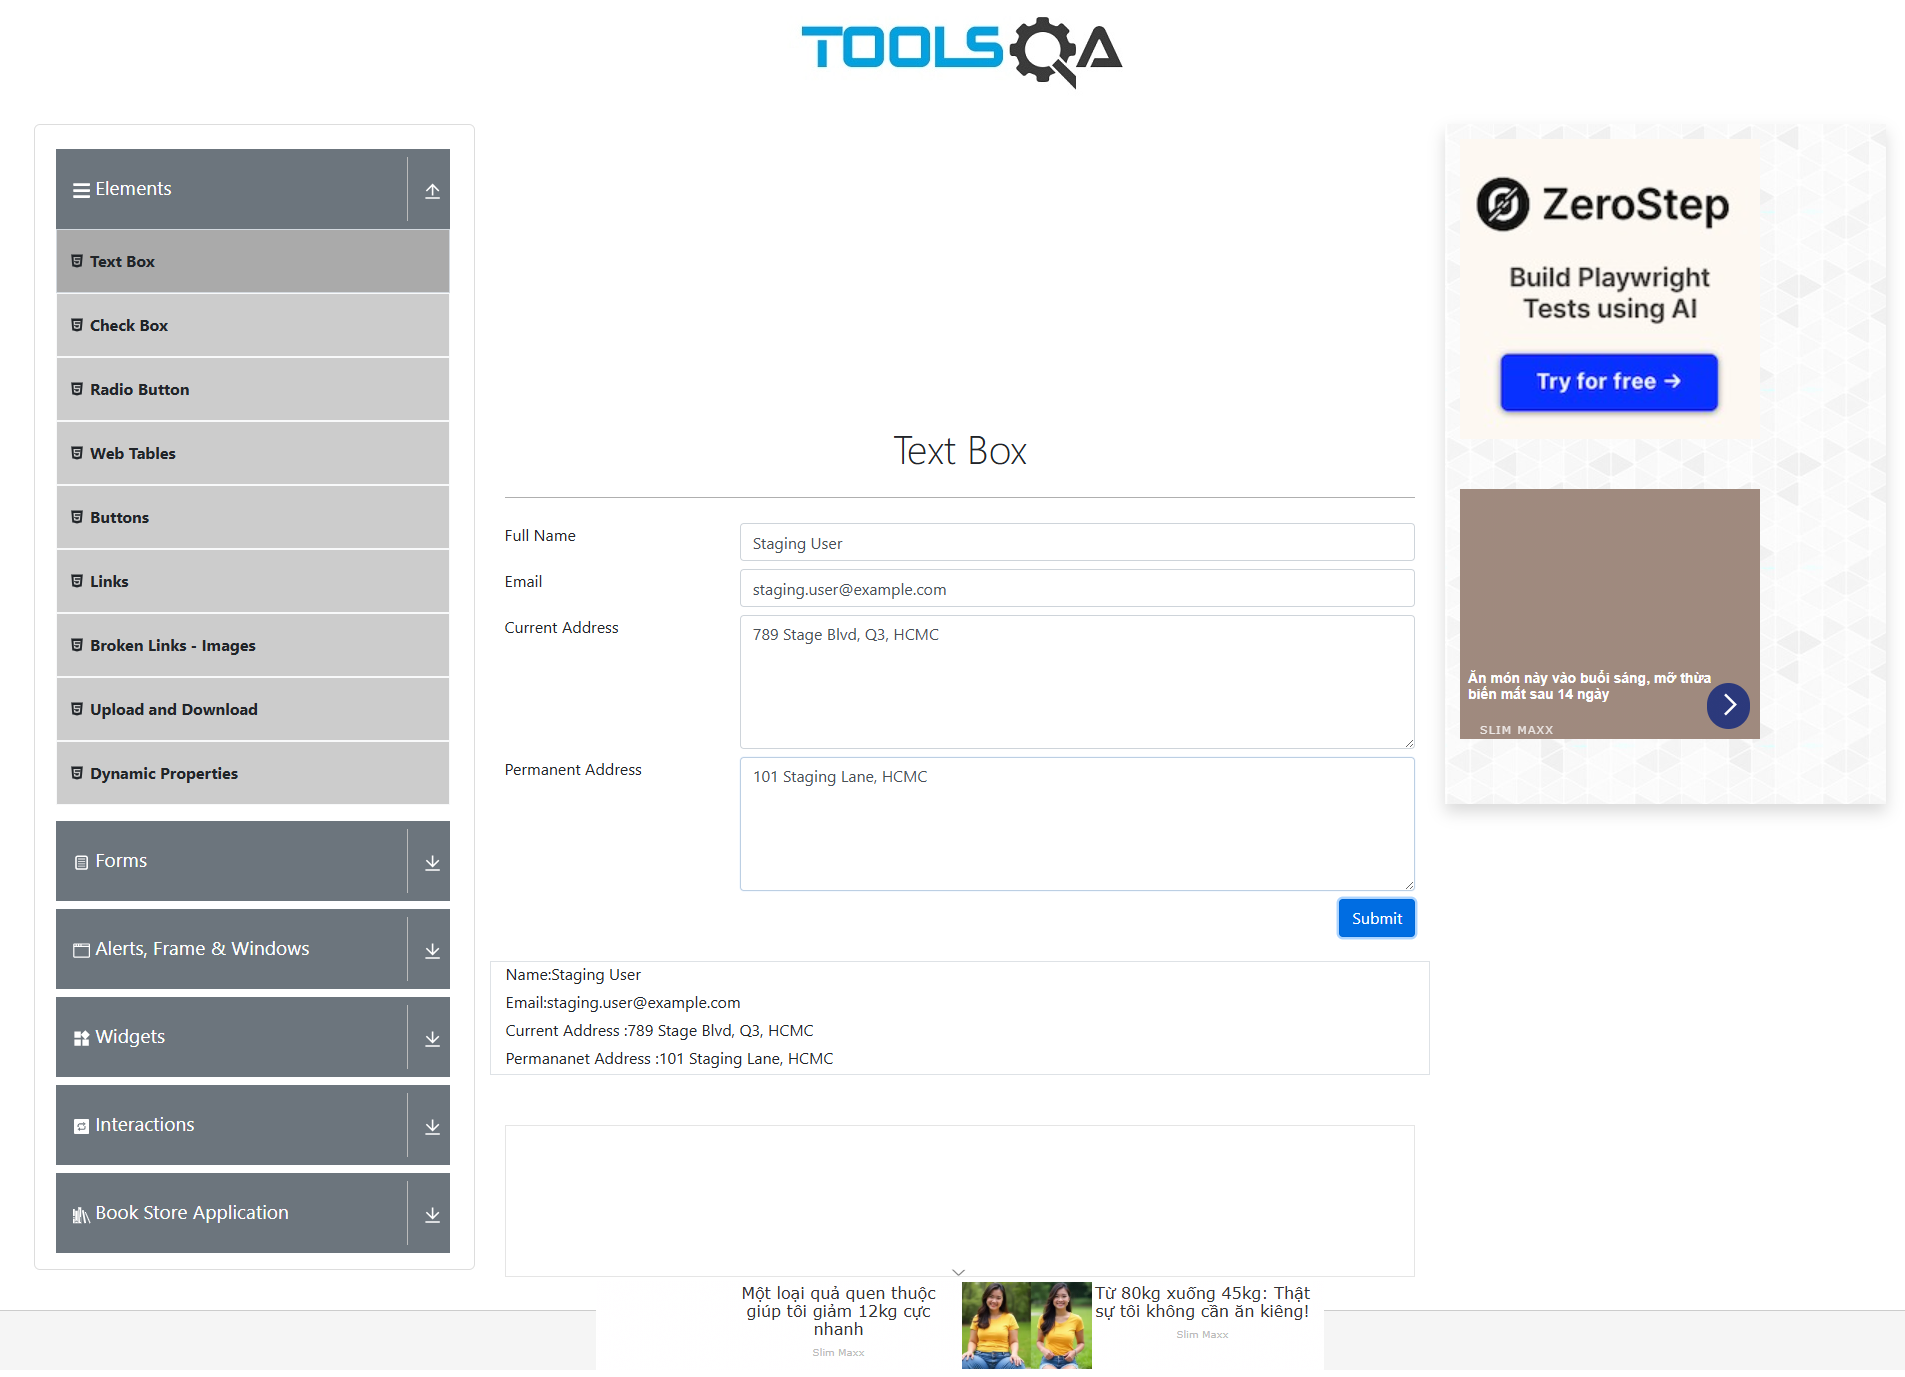 TOOLSQA
Elements
Text Box
Check Box
Radio Button
Web Tables
Buttons
Links
Broken Links - Images
Upload and Download
Dynamic Properties
Forms
Alerts, Frame & Windows
Widgets
Interactions
Book Store Application
Text Box
Full Name
Staging User
Email
staging.user@example.com
Current Address
789 Stage Blvd, Q3, HCMC
Permanent Address
101 Staging Lane, HCMC
Submit
Name:Staging User
Email:staging.user@example.com
Current Address :789 Stage Blvd, Q3, HCMC
Permananet Address :101 Staging Lane, HCMC
ZeroStep
Build Playwright
Tests using AI
Try for free →
Ăn món này vào buổi sáng, mỡ thừa
biến mất sau 14 ngày
SLIM MAXX
Một loại quả quen thuộc
giúp tôi giảm 12kg cực
nhanh
Slim Maxx
Từ 80kg xuống 45kg: Thật
sự tôi không cần ăn kiêng!
Slim Maxx